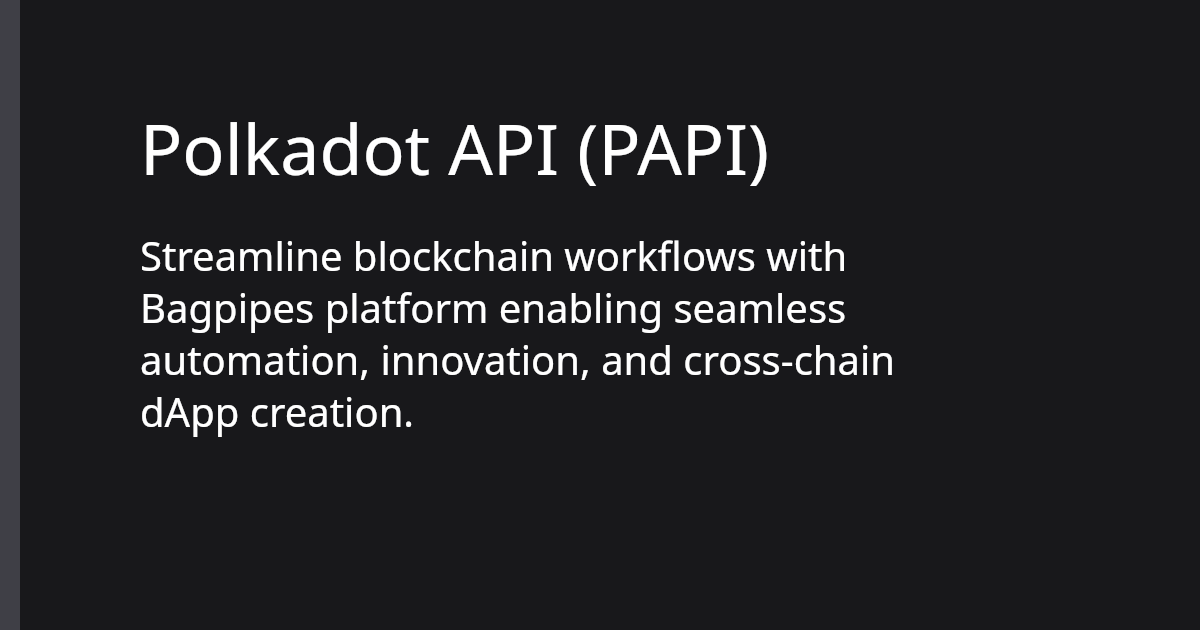 Polkadot API (PAPI)
Streamline blockchain workflows with
Bagpipes platform enabling seamless
automation, innovation, and cross-chain
dApp creation.